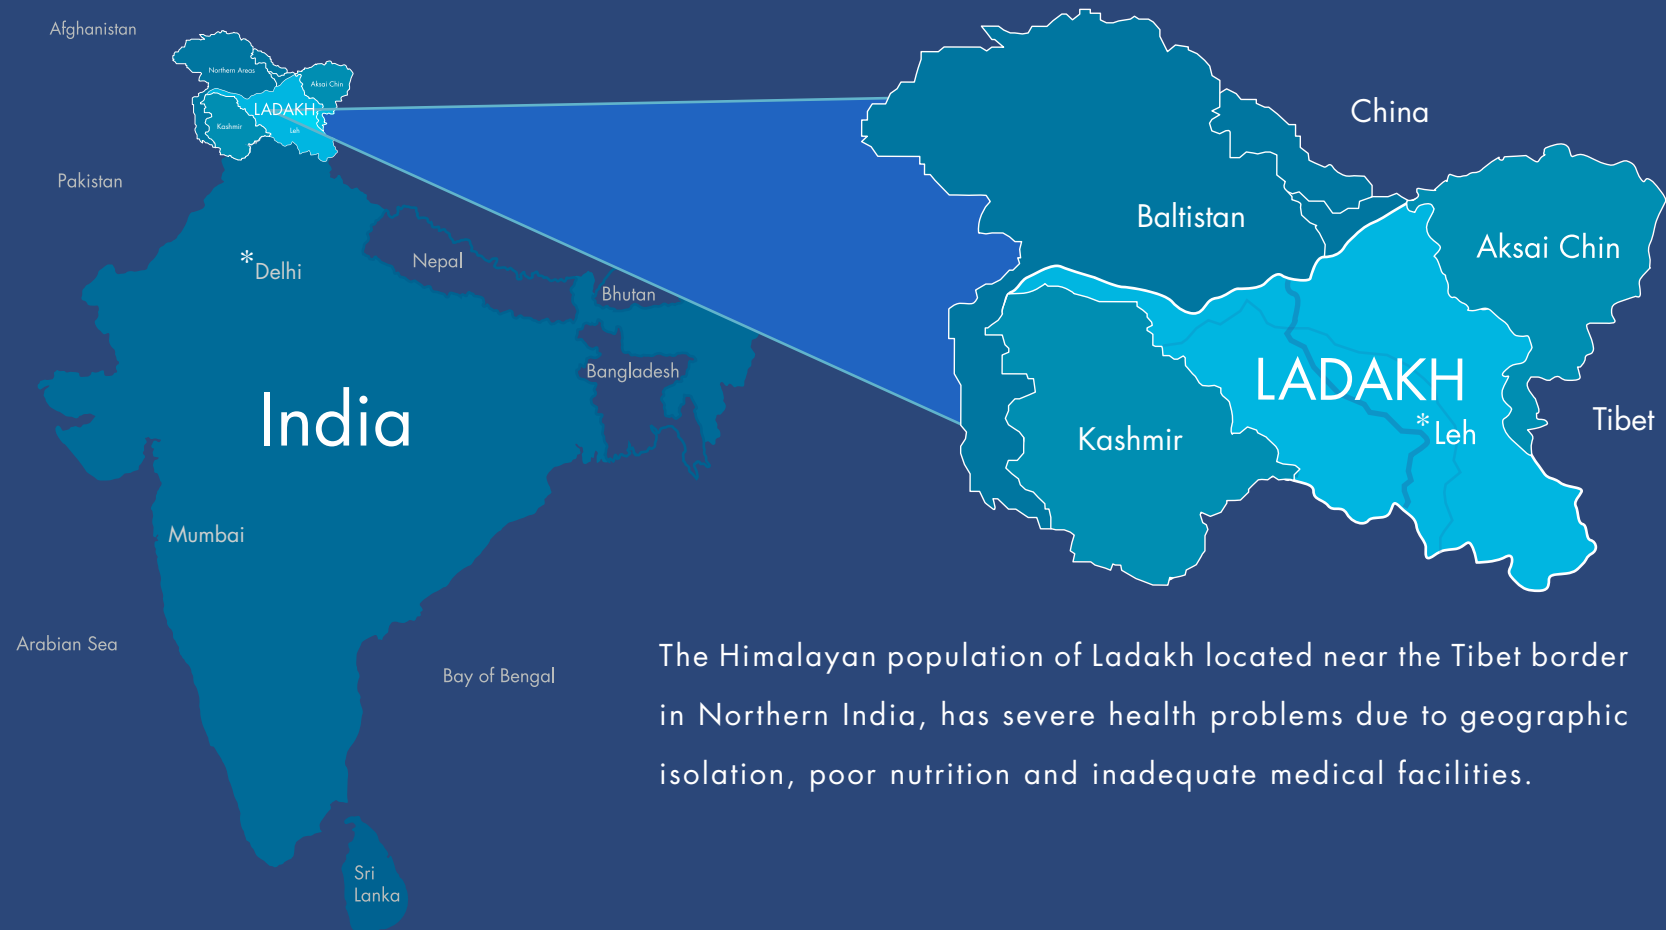 Afghanistan
Northern Areas
Aksai Chin
LADAKH
Kashmir
Leh
Pakistan
*Delhi
Nepal
Bhutan
Bangladesh
India
Mumbai
Arabian Sea
Bay of Bengal
Sri
Lanka
China
Baltistan
Aksai Chin
LADAKH
*Leh
Kashmir
Tibet
The Himalayan population of Ladakh located near the Tibet border
in Northern India, has severe health problems due to geographic
isolation, poor nutrition and inadequate medical facilities.